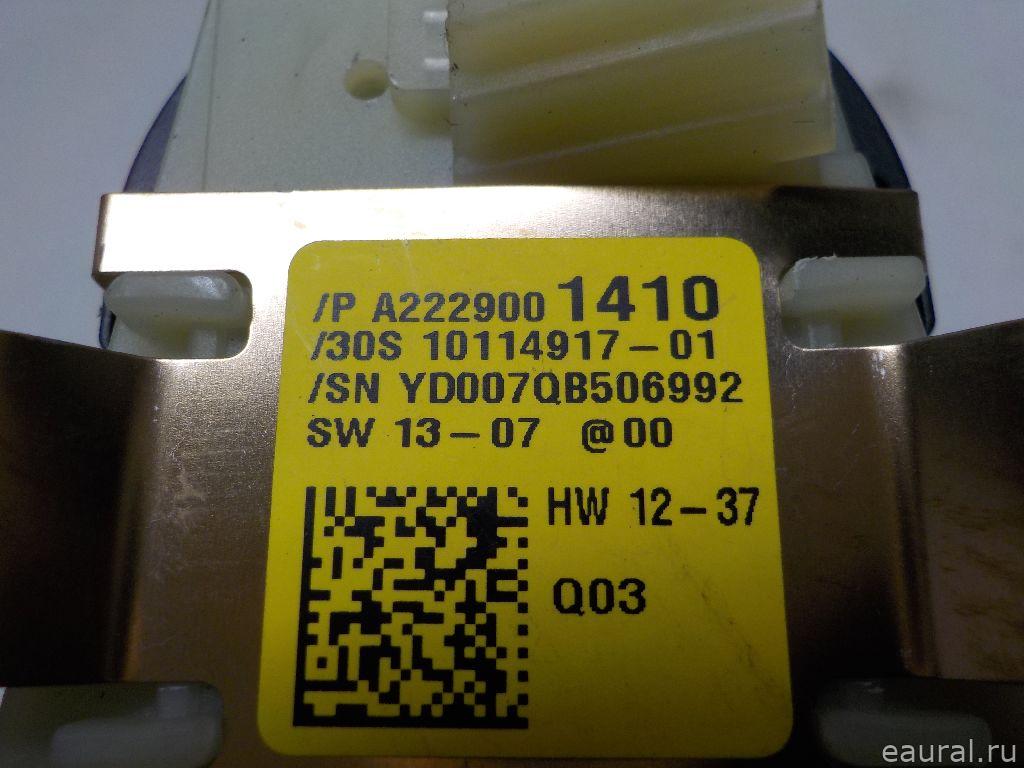 /P A222900 1410
/30S 10114917-01
/SN YD007QB506992
SW 13-07 @00
HW 12-37
Q03
eaural.ru